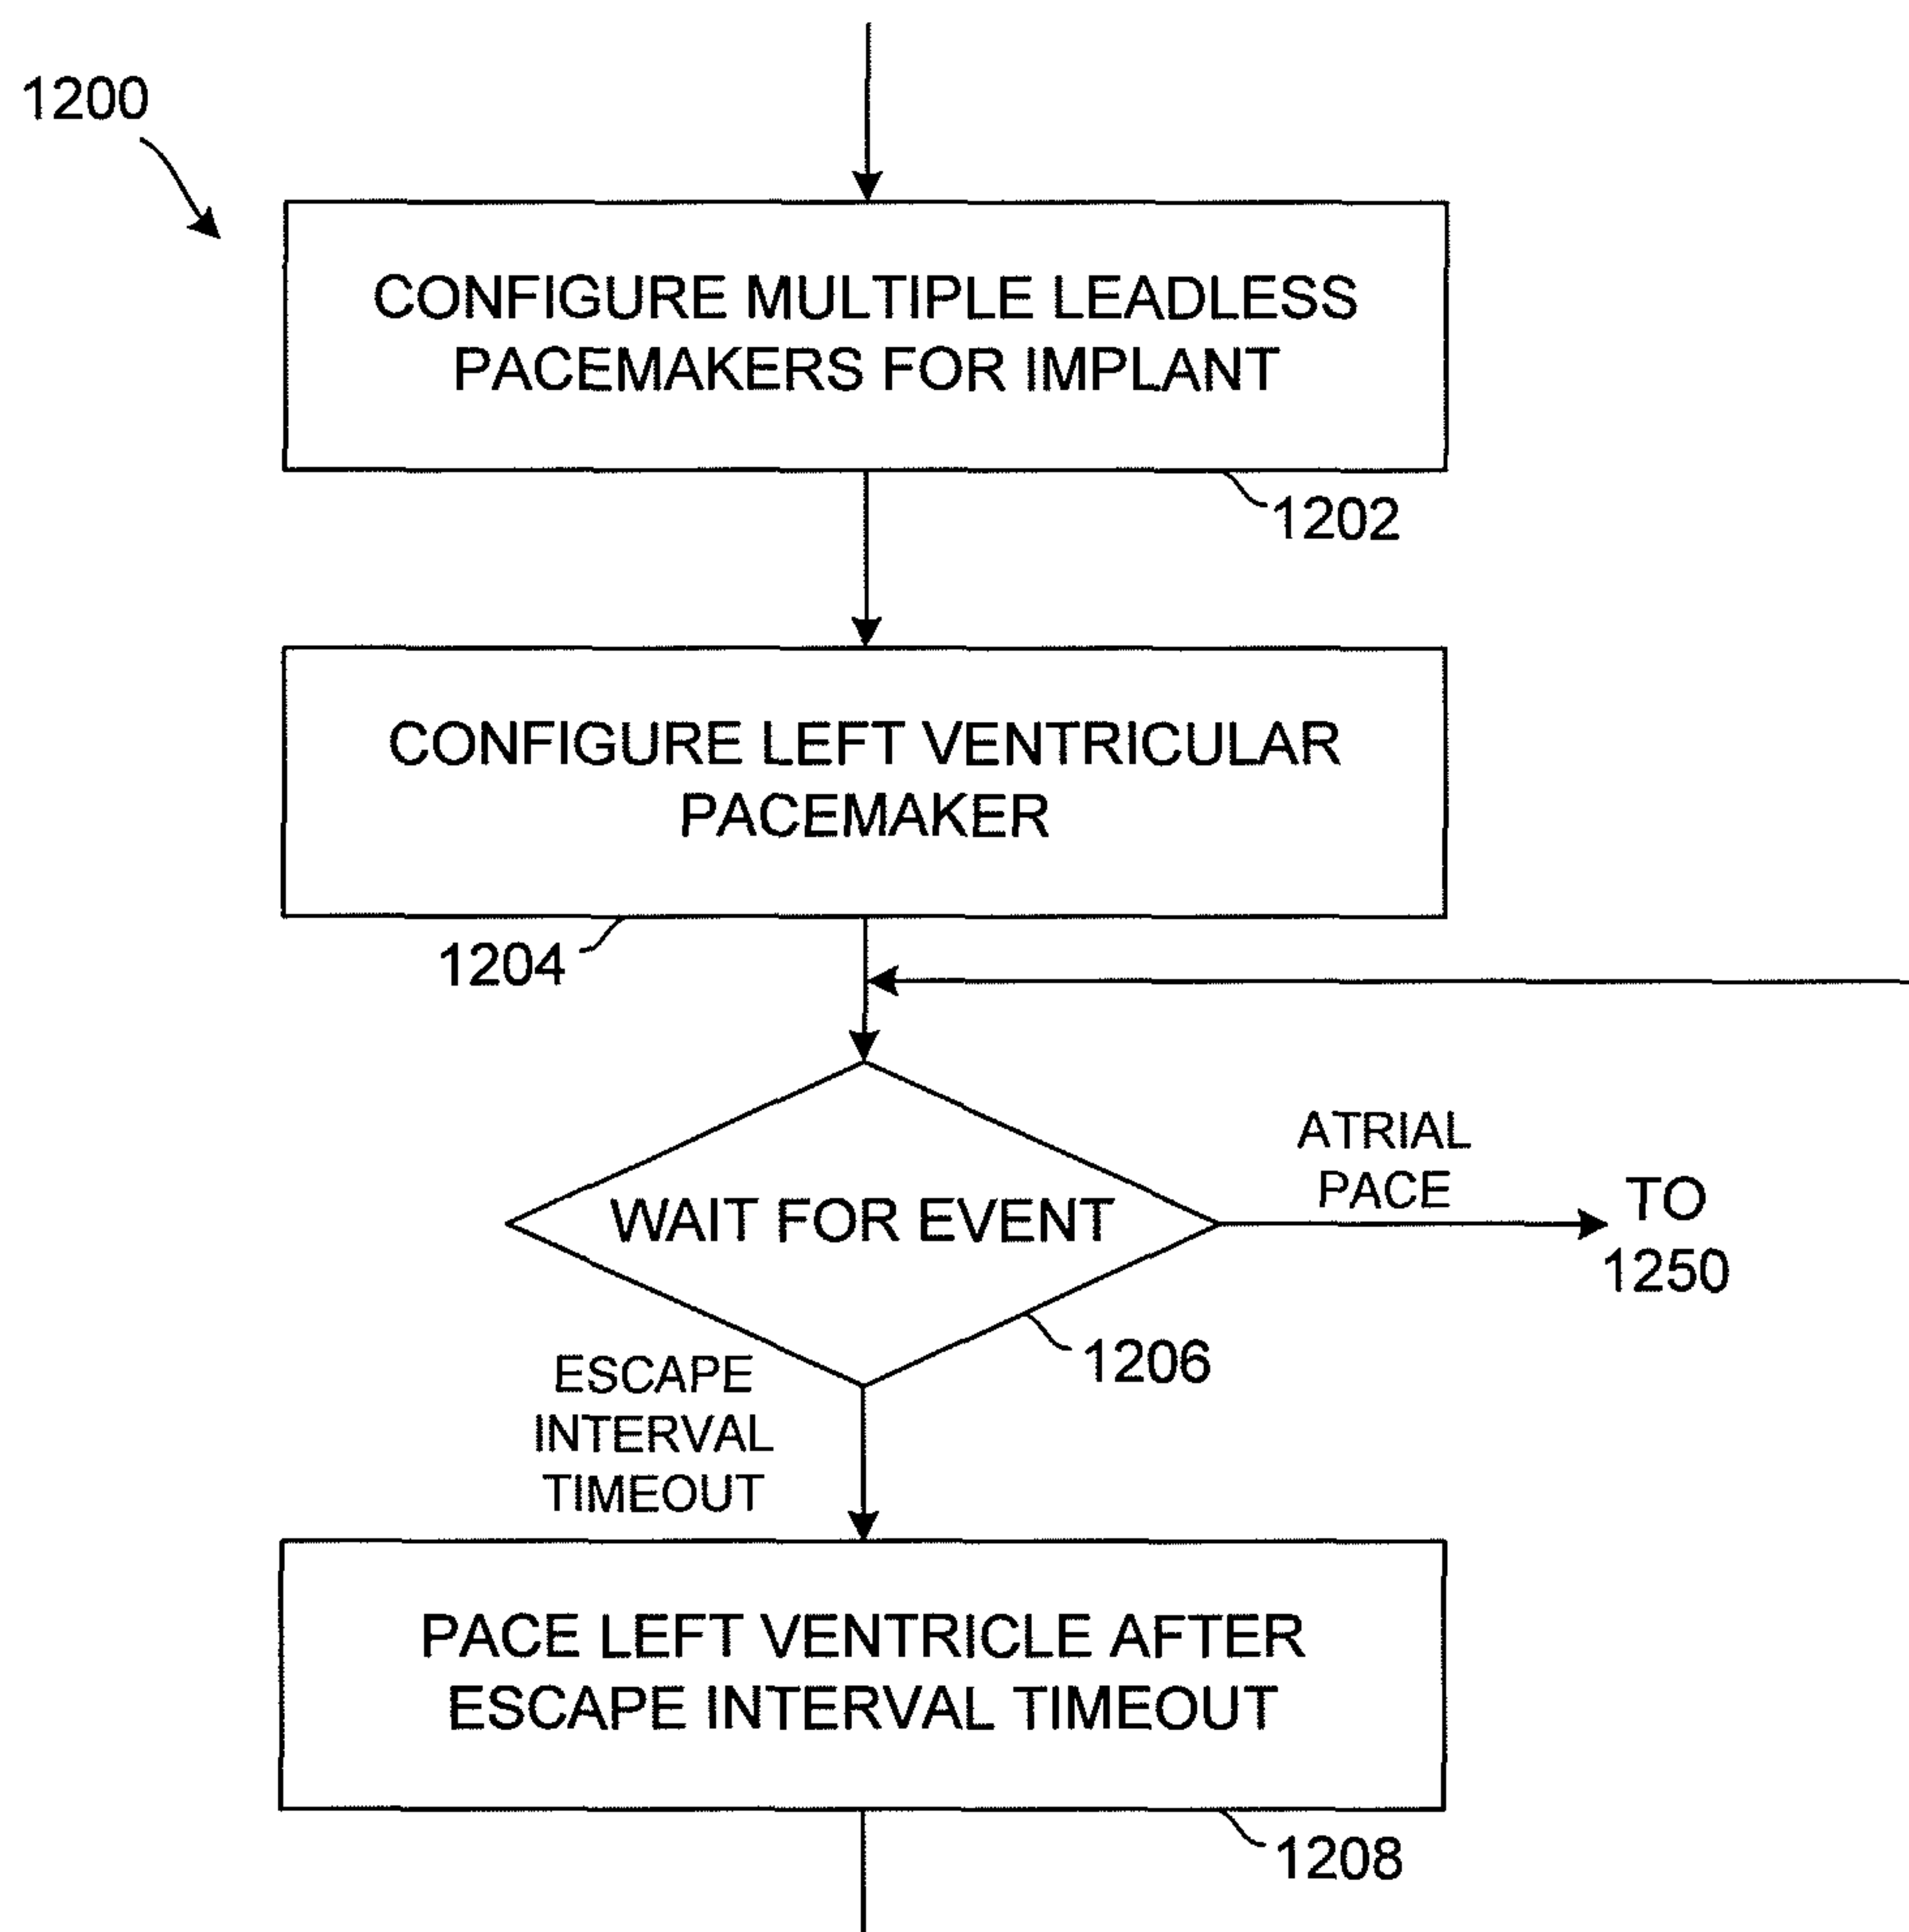 1200
CONFIGURE MULTIPLE LEADLESS
PACEMAKERS FOR IMPLANT
1202
CONFIGURE LEFT VENTRICULAR
PACEMAKER
1204
WAIT FOR EVENT
ATRIAL
PACE
TO
1250
1206
ESCAPE
INTERVAL
TIMEOUT
PACE LEFT VENTRICLE AFTER
ESCAPE INTERVAL TIMEOUT
1208